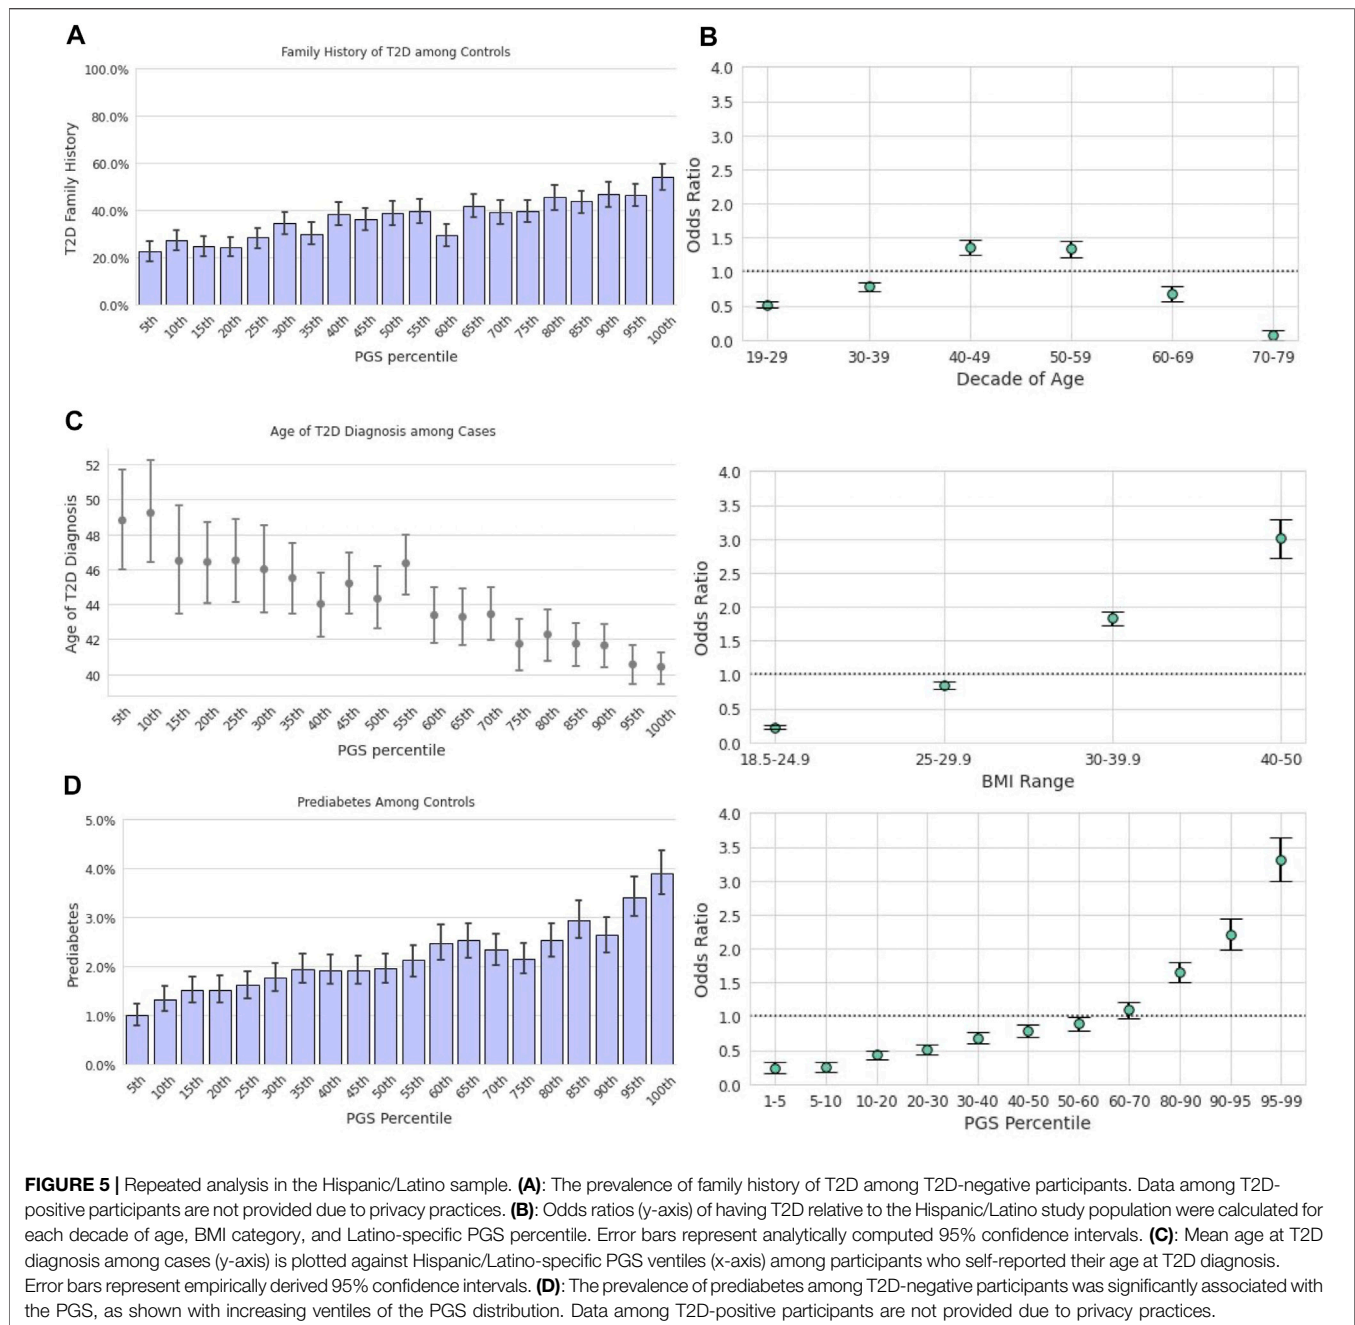 A
Family History of T2D among Controls
100.0%
80.0%
60.0%
40.0%
20.0%
0.0%
T2D Family History
5th 10th 15th 20th 25th 30th 35th 40th 45th 50th 55th 60th 65th 70th 75th 80th 85th 90th 95th 100th
PGS percentile
B
4.0
3.5
3.0
2.5
2.0
1.5
1.0
0.5
0.0
Odds Ratio
19-29 30-39 40-49 50-59 60-69 70-79
Decade of Age
C
Age of T2D Diagnosis among Cases
52
50
48
46
44
42
40
Age of T2D Diagnosis
5th 10th 15th 20th 25th 30th 35th 40th 45th 50th 55th 60th 65th 70th 75th 80th 85th 90th 95th 100th
PGS percentile
4.0
3.5
3.0
2.5
2.0
1.5
1.0
0.5
0.0
Odds Ratio
18.5-24.9 25-29.9 30-39.9 40-50
BMI Range
D
Prediabetes Among Controls
5.0%
4.0%
3.0%
2.0%
1.0%
0.0%
Prediabetes
5th 10th 15th 20th 25th 30th 35th 40th 45th 50th 55th 60th 65th 70th 75th 80th 85th 90th 95th 100th
PGS Percentile
4.0
3.5
3.0
2.5
2.0
1.5
1.0
0.5
0.0
Odds Ratio
1-5 5-10 10-20 20-30 30-40 40-50 50-60 60-70 80-90 90-95 95-99
PGS Percentile
FIGURE 5 | Repeated analysis in the Hispanic/Latino sample. (A): The prevalence of family history of T2D among T2D-negative participants. Data among T2D-
positive participants are not provided due to privacy practices. (B): Odds ratios (y-axis) of having T2D relative to the Hispanic/Latino study population were calculated for
each decade of age, BMI category, and Latino-specific PGS percentile. Error bars represent analytically computed 95% confidence intervals. (C): Mean age at T2D
diagnosis among cases (y-axis) is plotted against Hispanic/Latino-specific PGS ventiles (x-axis) among participants who self-reported their age at T2D diagnosis.
Error bars represent empirically derived 95% confidence intervals. (D): The prevalence of prediabetes among T2D-negative participants was significantly associated with
the PGS, as shown with increasing ventiles of the PGS distribution. Data among T2D-positive participants are not provided due to privacy practices.